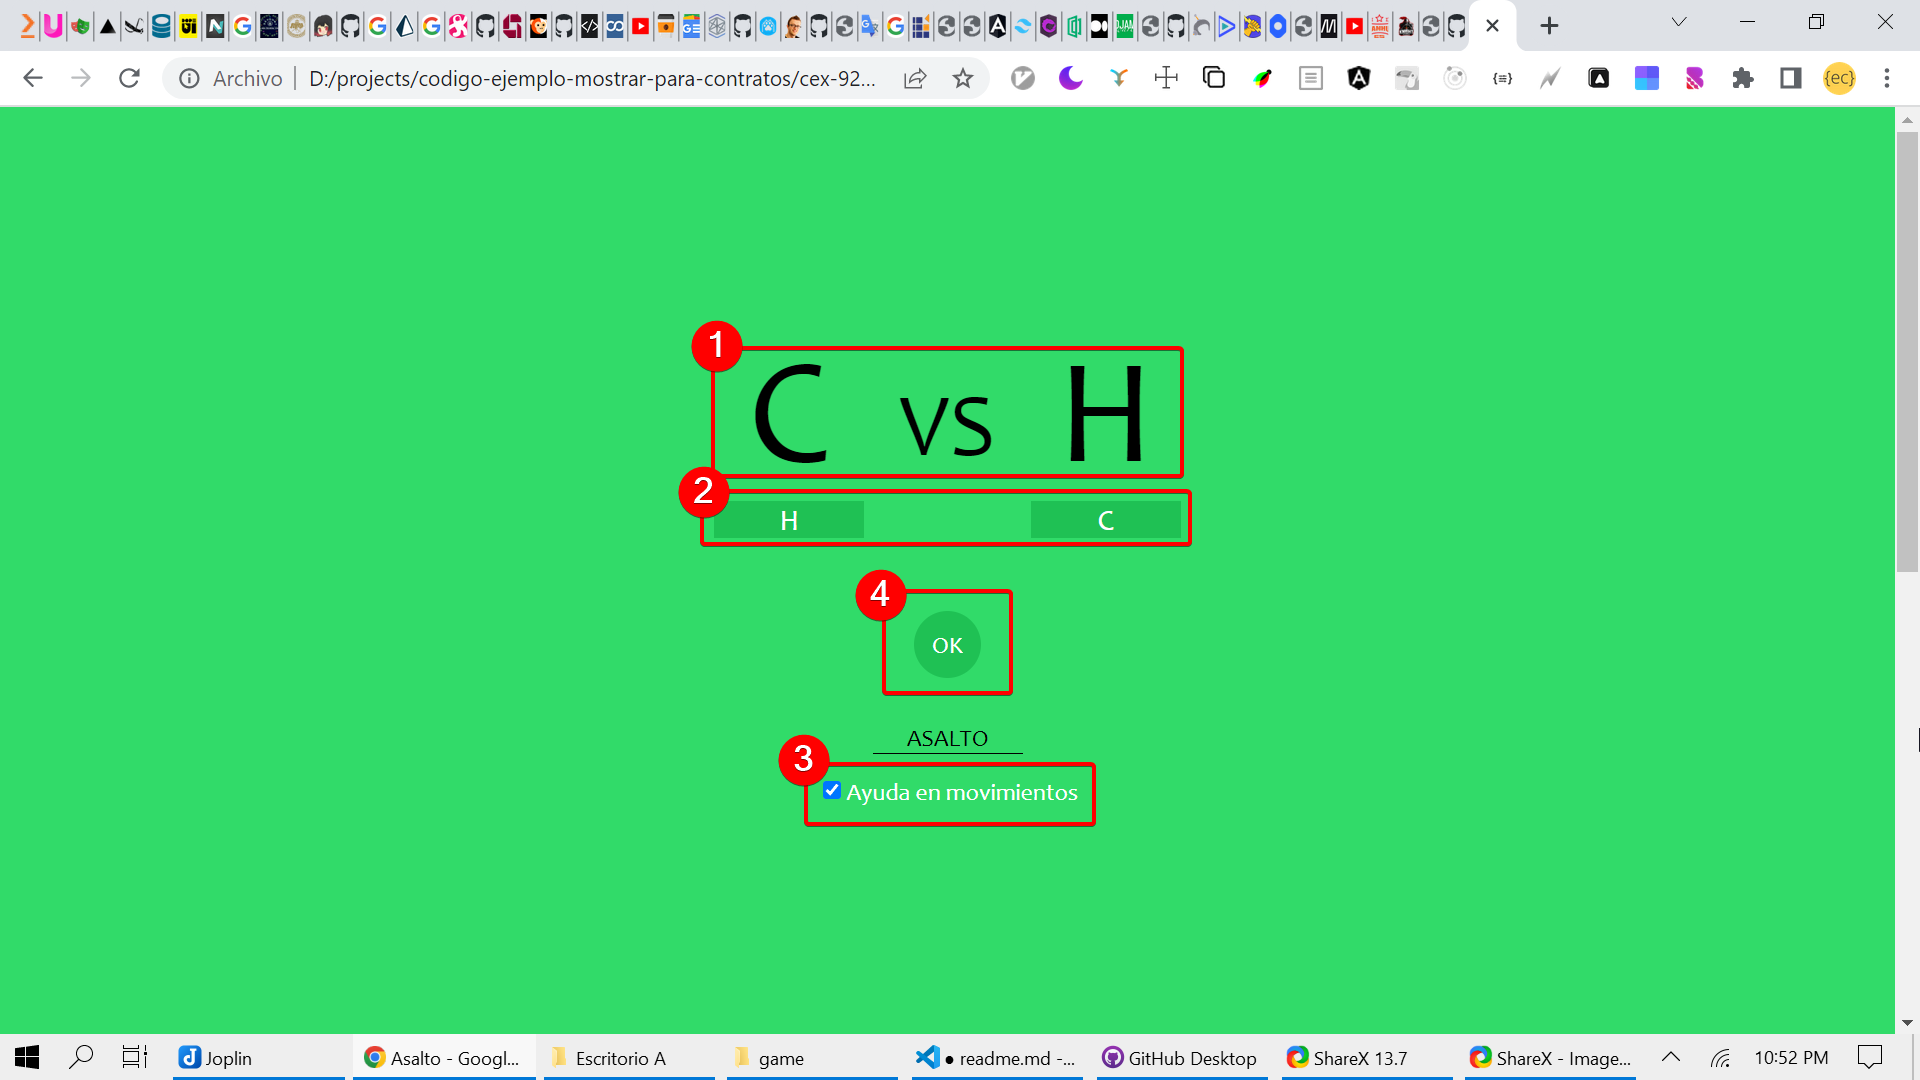 Archivo
D:/projects/codigo-ejemplo-mostrar-para-contratos/cex-92...
{ec}
1
C VS H
2
H
C
4
OK
ASALTO
3
Ayuda en movimientos
Joplin
Asalto - Googl...
Escritorio A
game
● readme.md -...
GitHub Desktop
ShareX 13.7
ShareX - Image...
10:52 PM